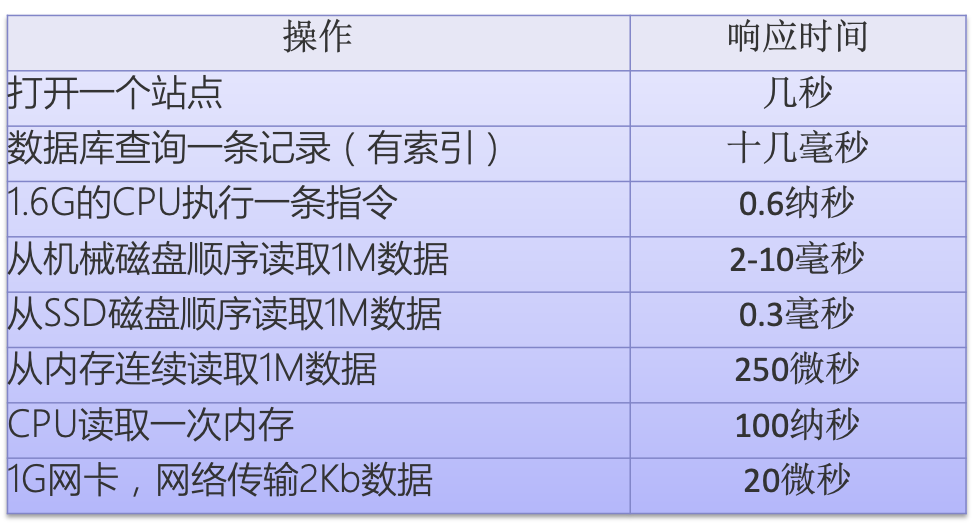 操作 响应时间
打开一个站点 几秒
数据库查询一条记录（有索引） 十几毫秒
1.6G的CPU执行一条指令 0.6纳秒
从机械磁盘顺序读取1M数据 2-10毫秒
从SSD磁盘顺序读取1M数据 0.3毫秒
从内存连续读取1M数据 250微秒
CPU读取一次内存 100纳秒
1G网卡，网络传输2Kb数据 20微秒